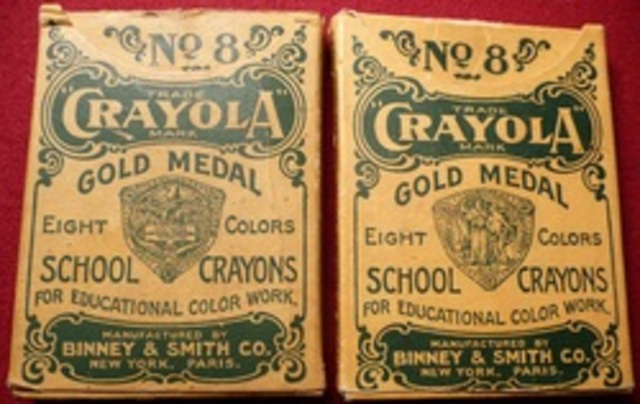 No 8
TRADE
"CRAYOLA"
MARK
GOLD MEDAL
EIGHT COLORS
SCHOOL CRAYONS
FOR EDUCATIONAL COLOR WORK.
MANUFACTURED BY
BINNEY & SMITH CO.
NEW YORK, PARIS.
No 8
TRADE
"CRAYOLA"
MARK
GOLD MEDAL
EIGHT COLORS
SCHOOL CRAYONS
FOR EDUCATIONAL COLOR WORK.
MANUFACTURED BY
BINNEY & SMITH CO.
NEW YORK, PARIS.